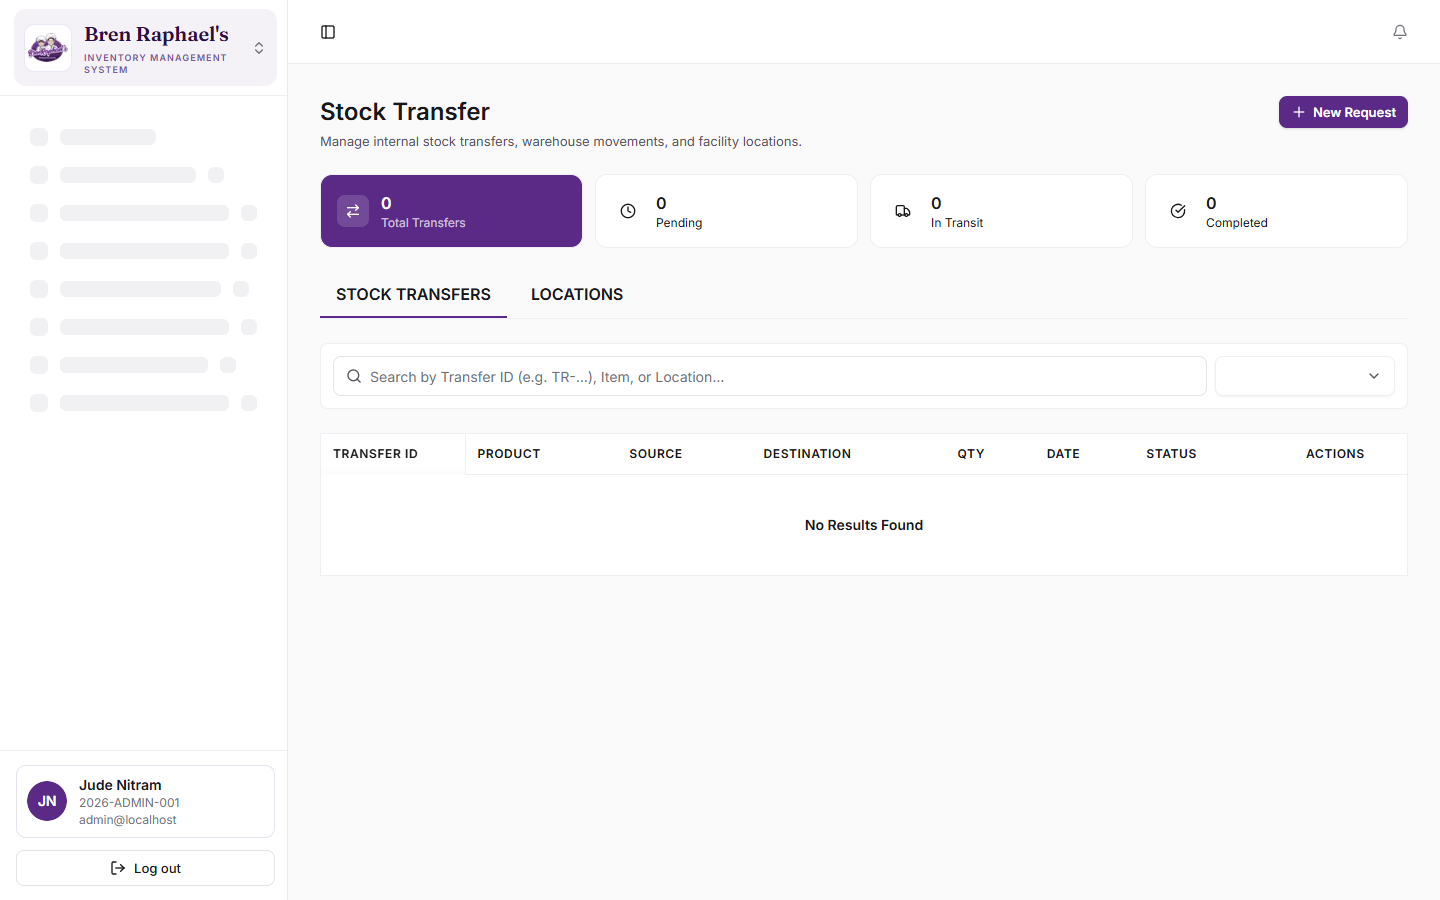 Bren Raphael's
INVENTORY MANAGEMENT
SYSTEM
Stock Transfer
Manage internal stock transfers, warehouse movements, and facility locations.
New Request
0
Total Transfers
0
Pending
0
In Transit
0
Completed
STOCK TRANSFERS
LOCATIONS
Search by Transfer ID (e.g. TR-...), Item, or Location...
TRANSFER ID PRODUCT SOURCE DESTINATION QTY DATE STATUS ACTIONS
No Results Found
JN
Jude Nitram
2026-ADMIN-001
admin@localhost
Log out